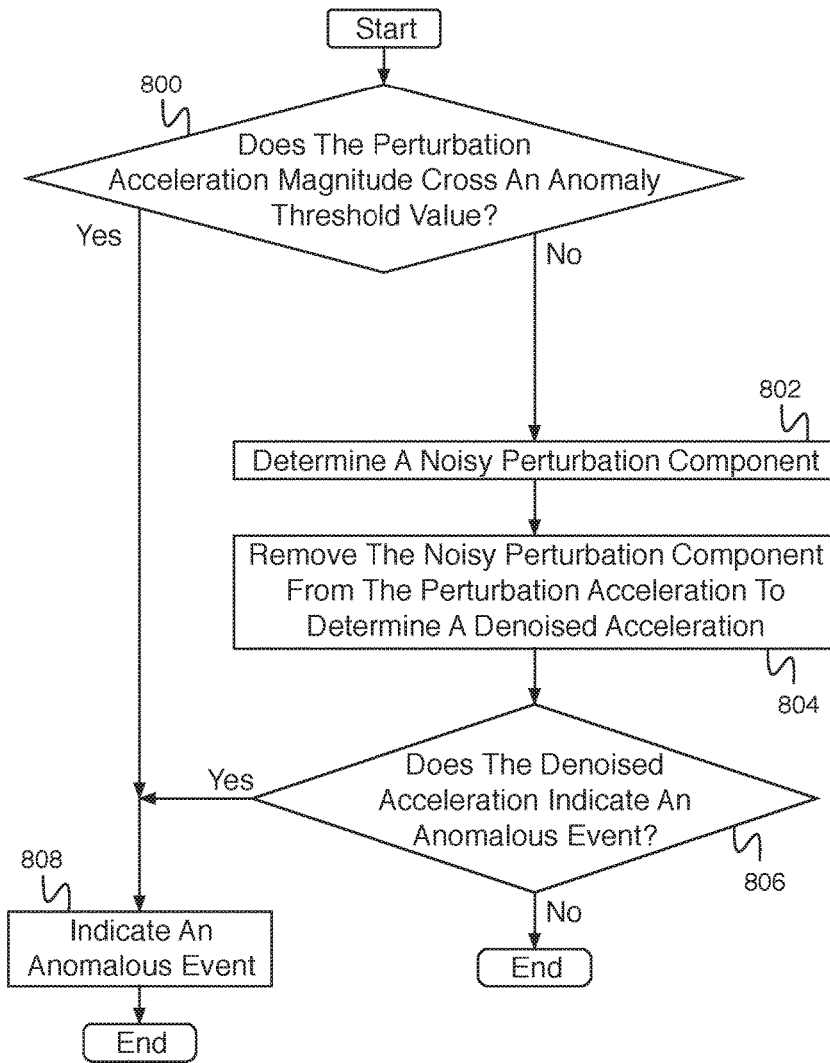 Start
800
Does The Perturbation
Acceleration Magnitude Cross An Anomaly
Threshold Value?
Yes
No
802
Determine A Noisy Perturbation Component
Remove The Noisy Perturbation Component
From The Perturbation Acceleration To
Determine A Denoised Acceleration
804
Yes
Does The Denoised
Acceleration Indicate An
Anomalous Event?
806
808
No
Indicate An
Anomalous Event
End
End